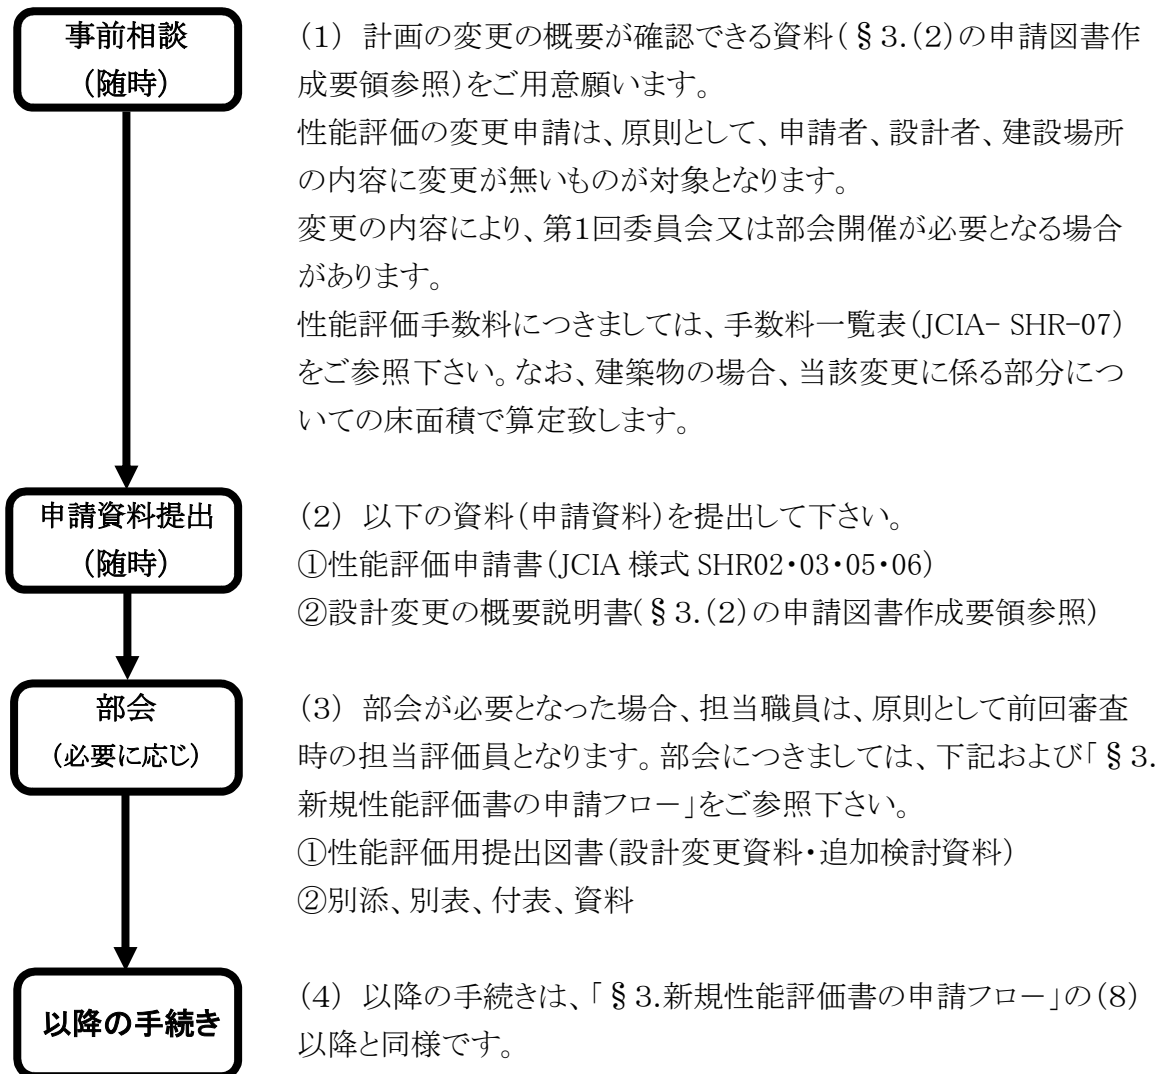 事前相談
(随時)
(1) 計画の変更の概要が確認できる資料(§3.(2)の申請図書作
成要領参照)をご用意願います。
性能評価の変更申請は、原則として、申請者、設計者、建設場所
の内容に変更が無いものが対象となります。
変更の内容により、第1回委員会又は部会開催が必要となる場合
があります。
性能評価手数料につきましては、手数料一覧表(JCIA- SHR-07)
をご参照下さい。なお、建築物の場合、当該変更に係る部分につ
いての床面積で算定致します。
申請資料提出
(随時)
(2) 以下の資料(申請資料)を提出して下さい。
①性能評価申請書(JCIA 様式 SHR02・03・05・06)
②設計変更の概要説明書(§3.(2)の申請図書作成要領参照)
部会
(必要に応じ)
(3) 部会が必要となった場合、担当職員は、原則として前回審査
時の担当評価員となります。部会につきましては、下記および「§3.
新規性能評価書の申請フロー」をご参照下さい。
①性能評価用提出図書(設計変更資料・追加検討資料)
②別添、別表、付表、資料
以降の手続き
(4) 以降の手続きは、「§3.新規性能評価書の申請フロー」の(8)
以降と同様です。